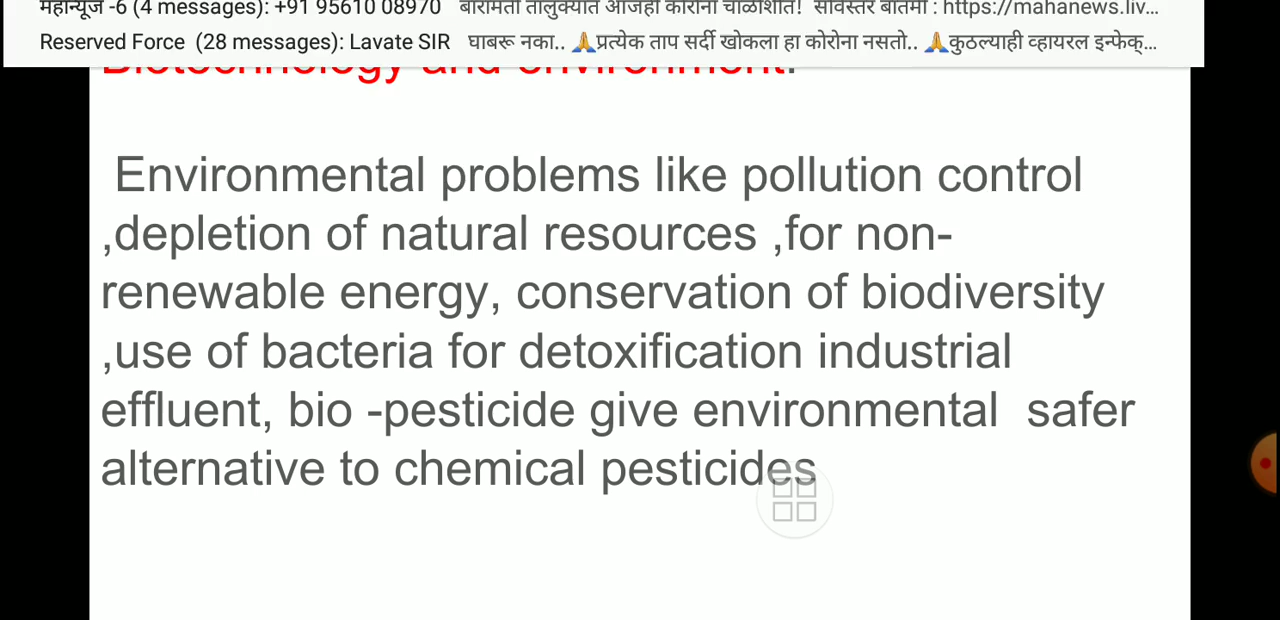 महान्यूज -6 (4 messages): +91 95610 08970 बारामती तालुक्यात आजही कोरोना चाळीशीत! सविस्तर बातमी : https://mahanews.liv...
Reserved Force (28 messages): Lavate SIR घाबरू नका.. 🙏प्रत्येक ताप सर्दी खोकला हा कोरोना नसतो.. 🙏कुठल्याही व्हायरल इन्फेक्...
Biotechnology and environment:
Environmental problems like pollution control
,depletion of natural resources ,for non-
renewable energy, conservation of biodiversity
,use of bacteria for detoxification industrial
effluent, bio -pesticide give environmental safer
alternative to chemical pesticides